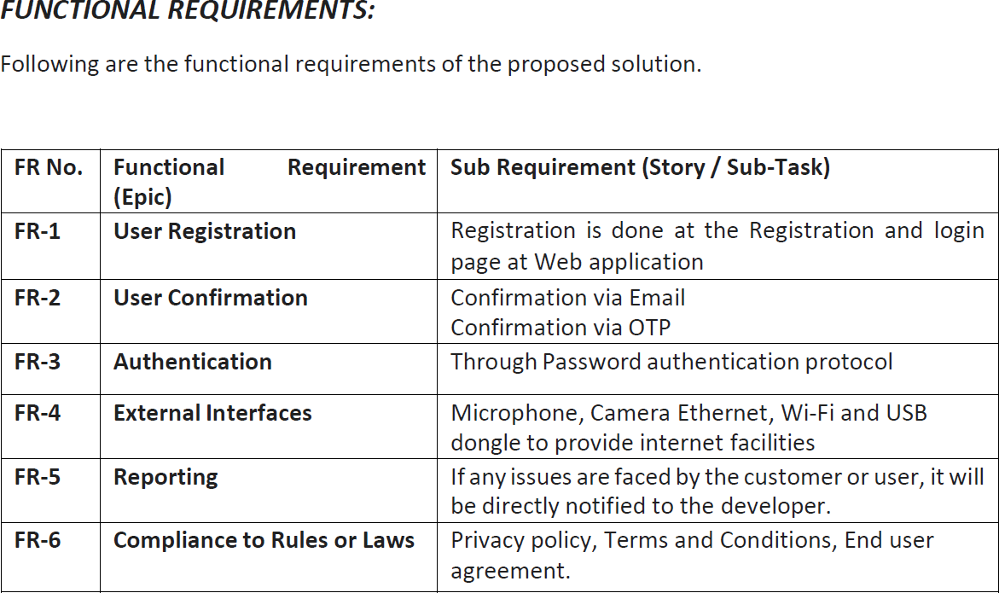 FUNCTIONAL REQUIREMENTS:
Following are the functional requirements of the proposed solution.
FR No. Functional Requirement Sub Requirement (Story / Sub-Task)
(Epic)
FR-1 User Registration Registration is done at the Registration and login
page at Web application
FR-2 User Confirmation Confirmation via Email
Confirmation via OTP
FR-3 Authentication Through Password authentication protocol
FR-4 External Interfaces Microphone, Camera Ethernet, Wi-Fi and USB
dongle to provide internet facilities
FR-5 Reporting If any issues are faced by the customer or user, it will
be directly notified to the developer.
FR-6 Compliance to Rules or Laws Privacy policy, Terms and Conditions, End user
agreement.